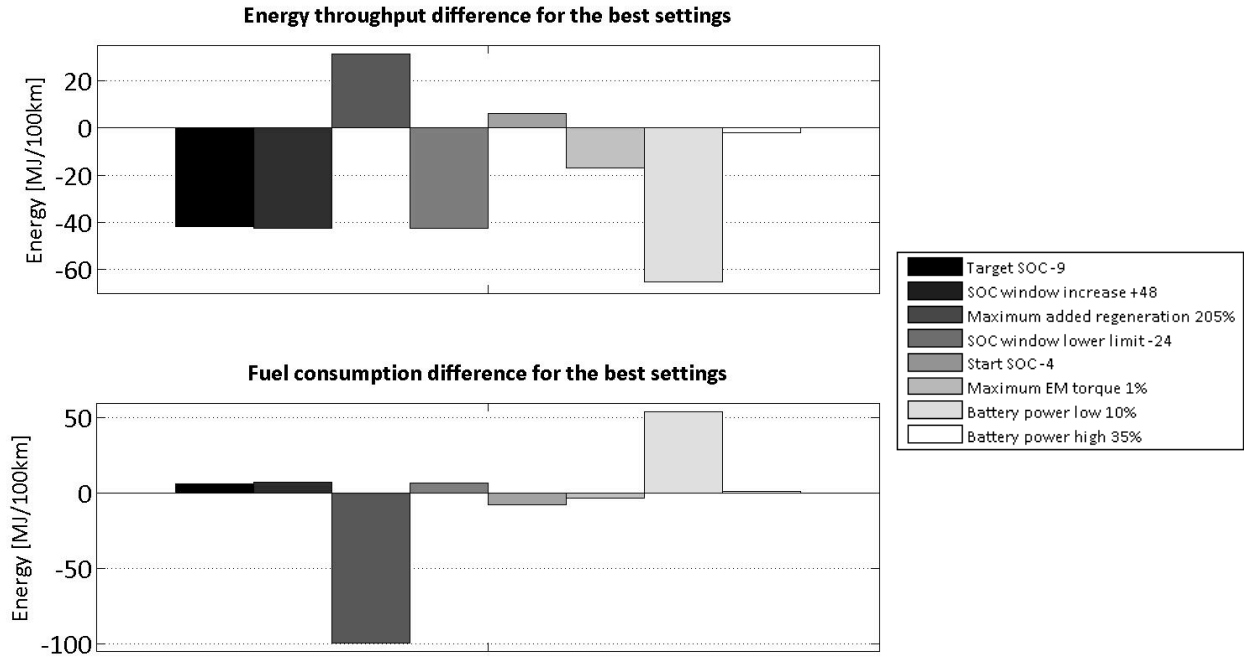 Energy throughput difference for the best settings
Energy [MJ/100km]
20
0
-20
-40
-60
Target SOC -9
SOC window increase +48
Maximum added regeneration 205%
SOC window lower limit -24
Start SOC -4
Maximum EM torque 1%
Battery power low 10%
Battery power high 35%
Fuel consumption difference for the best settings
Energy [MJ/100km]
50
0
-50
-100